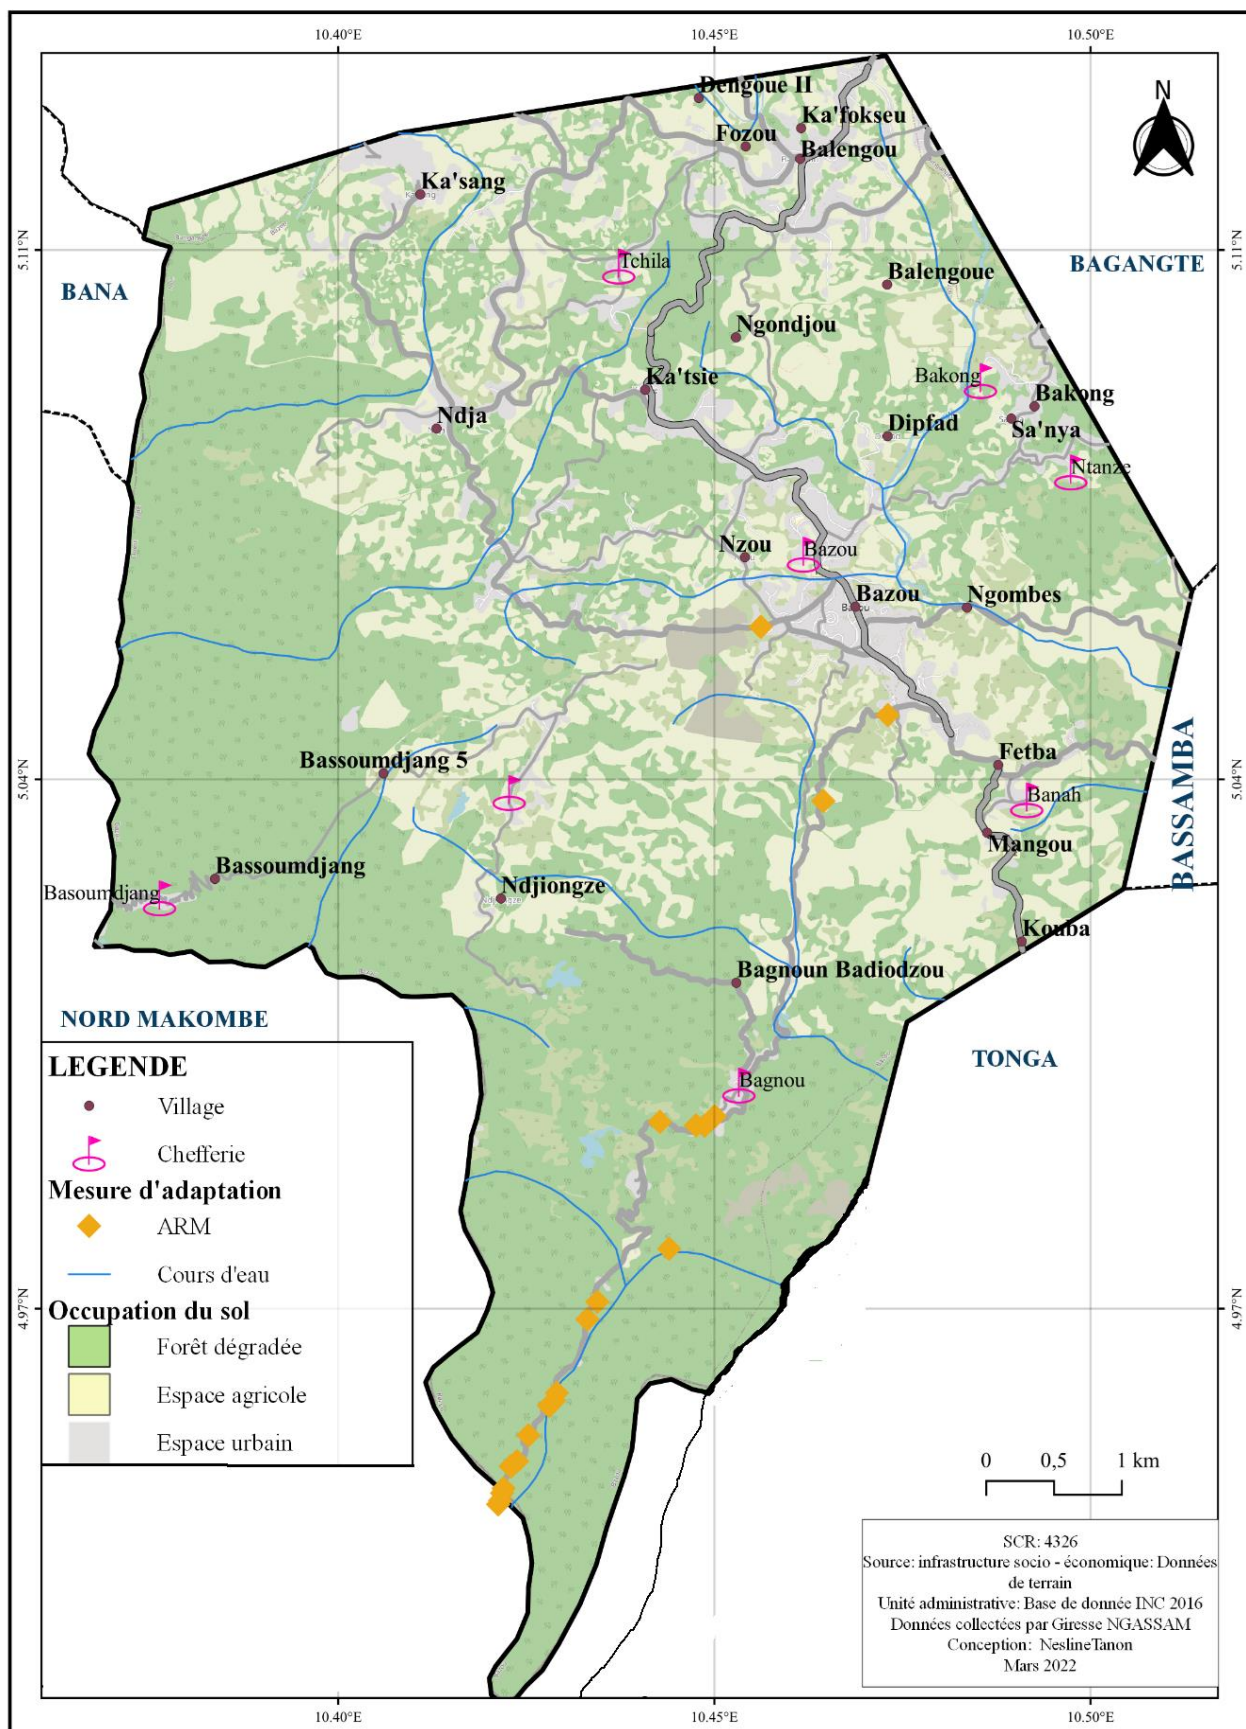 10.40°E
10.45°E
10.50°E
N
Dengoue II
Ka'fokseu
Fozou
Balengou
Ka'sang
5.11°N
5.11°N
Tchila
BAGANGTE
BANA
Balengoue
Ngondjou
Bakong
Ka'tsie
Bakong
Ndja
Dipfad
Sa'nya
Ntanze
Nzou
Bazou
Bazou
Bazou
Ngombes
BASSAMBA
Fetba
Bassoumdjang 5
5.04°N
5.04°N
Banah
Mangou
Bassoumdjang
Basoumdjang
Ndjiongze
Ndjiongze
Kouba
Bagnoun Badiodzou
NORD MAKOMBE
TONGA
LEGENDE
Bagnou
Village
Chefferie
Mesure d'adaptation
ARM
Cours d'eau
Occupation du sol
4.97°N
4.97°N
Forêt dégradée
Espace agricole
Espace urbain
0 0,5 1 km
SCR: 4326
Source: infrastructure socio - économique: Données
de terrain
Unité administrative: Base de donnée INC 2016
Données collectées par Giresse NGASSAM
Conception: NeslineTanon
Mars 2022
10.40°E
10.45°E
10.50°E